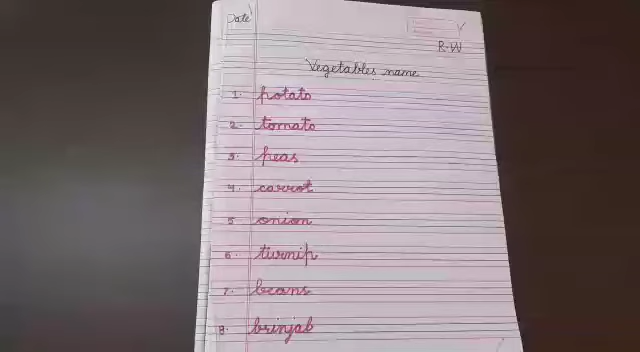 Date
R.W
Vegetables name
1. potato
2. tomato
3. peas
4. carrot
5. onion
6. turnip
7. beans
8. brinjal